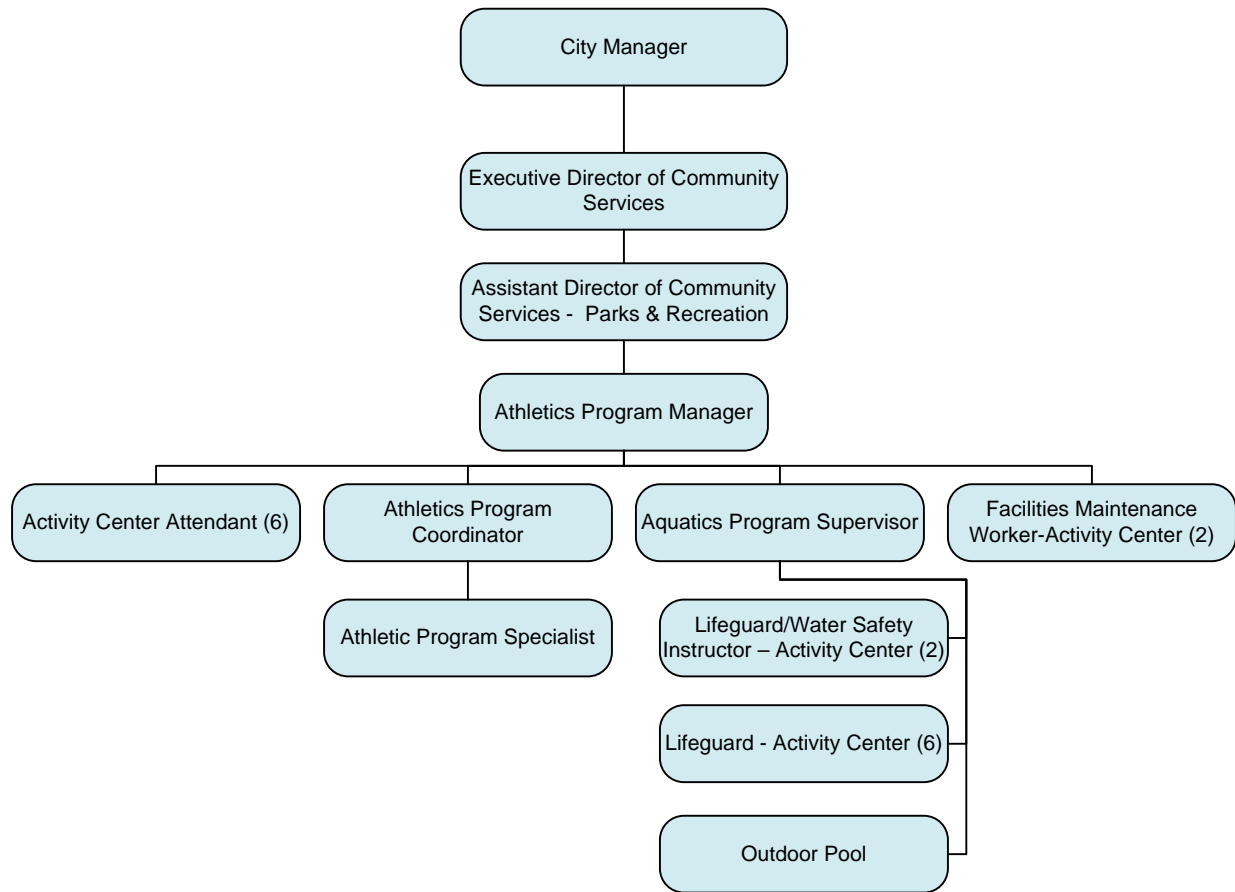 City Manager
Executive Director of Community
Services
Assistant Director of Community
Services -  Parks & Recreation
Athletics Program Manager
Activity Center Attendant (6)
Athletics Program
Coordinator
Aquatics Program Supervisor
Facilities Maintenance
Worker-Activity Center (2)
Athletic Program Specialist
Lifeguard/Water Safety
Instructor – Activity Center (2)
Lifeguard - Activity Center (6)
Outdoor Pool